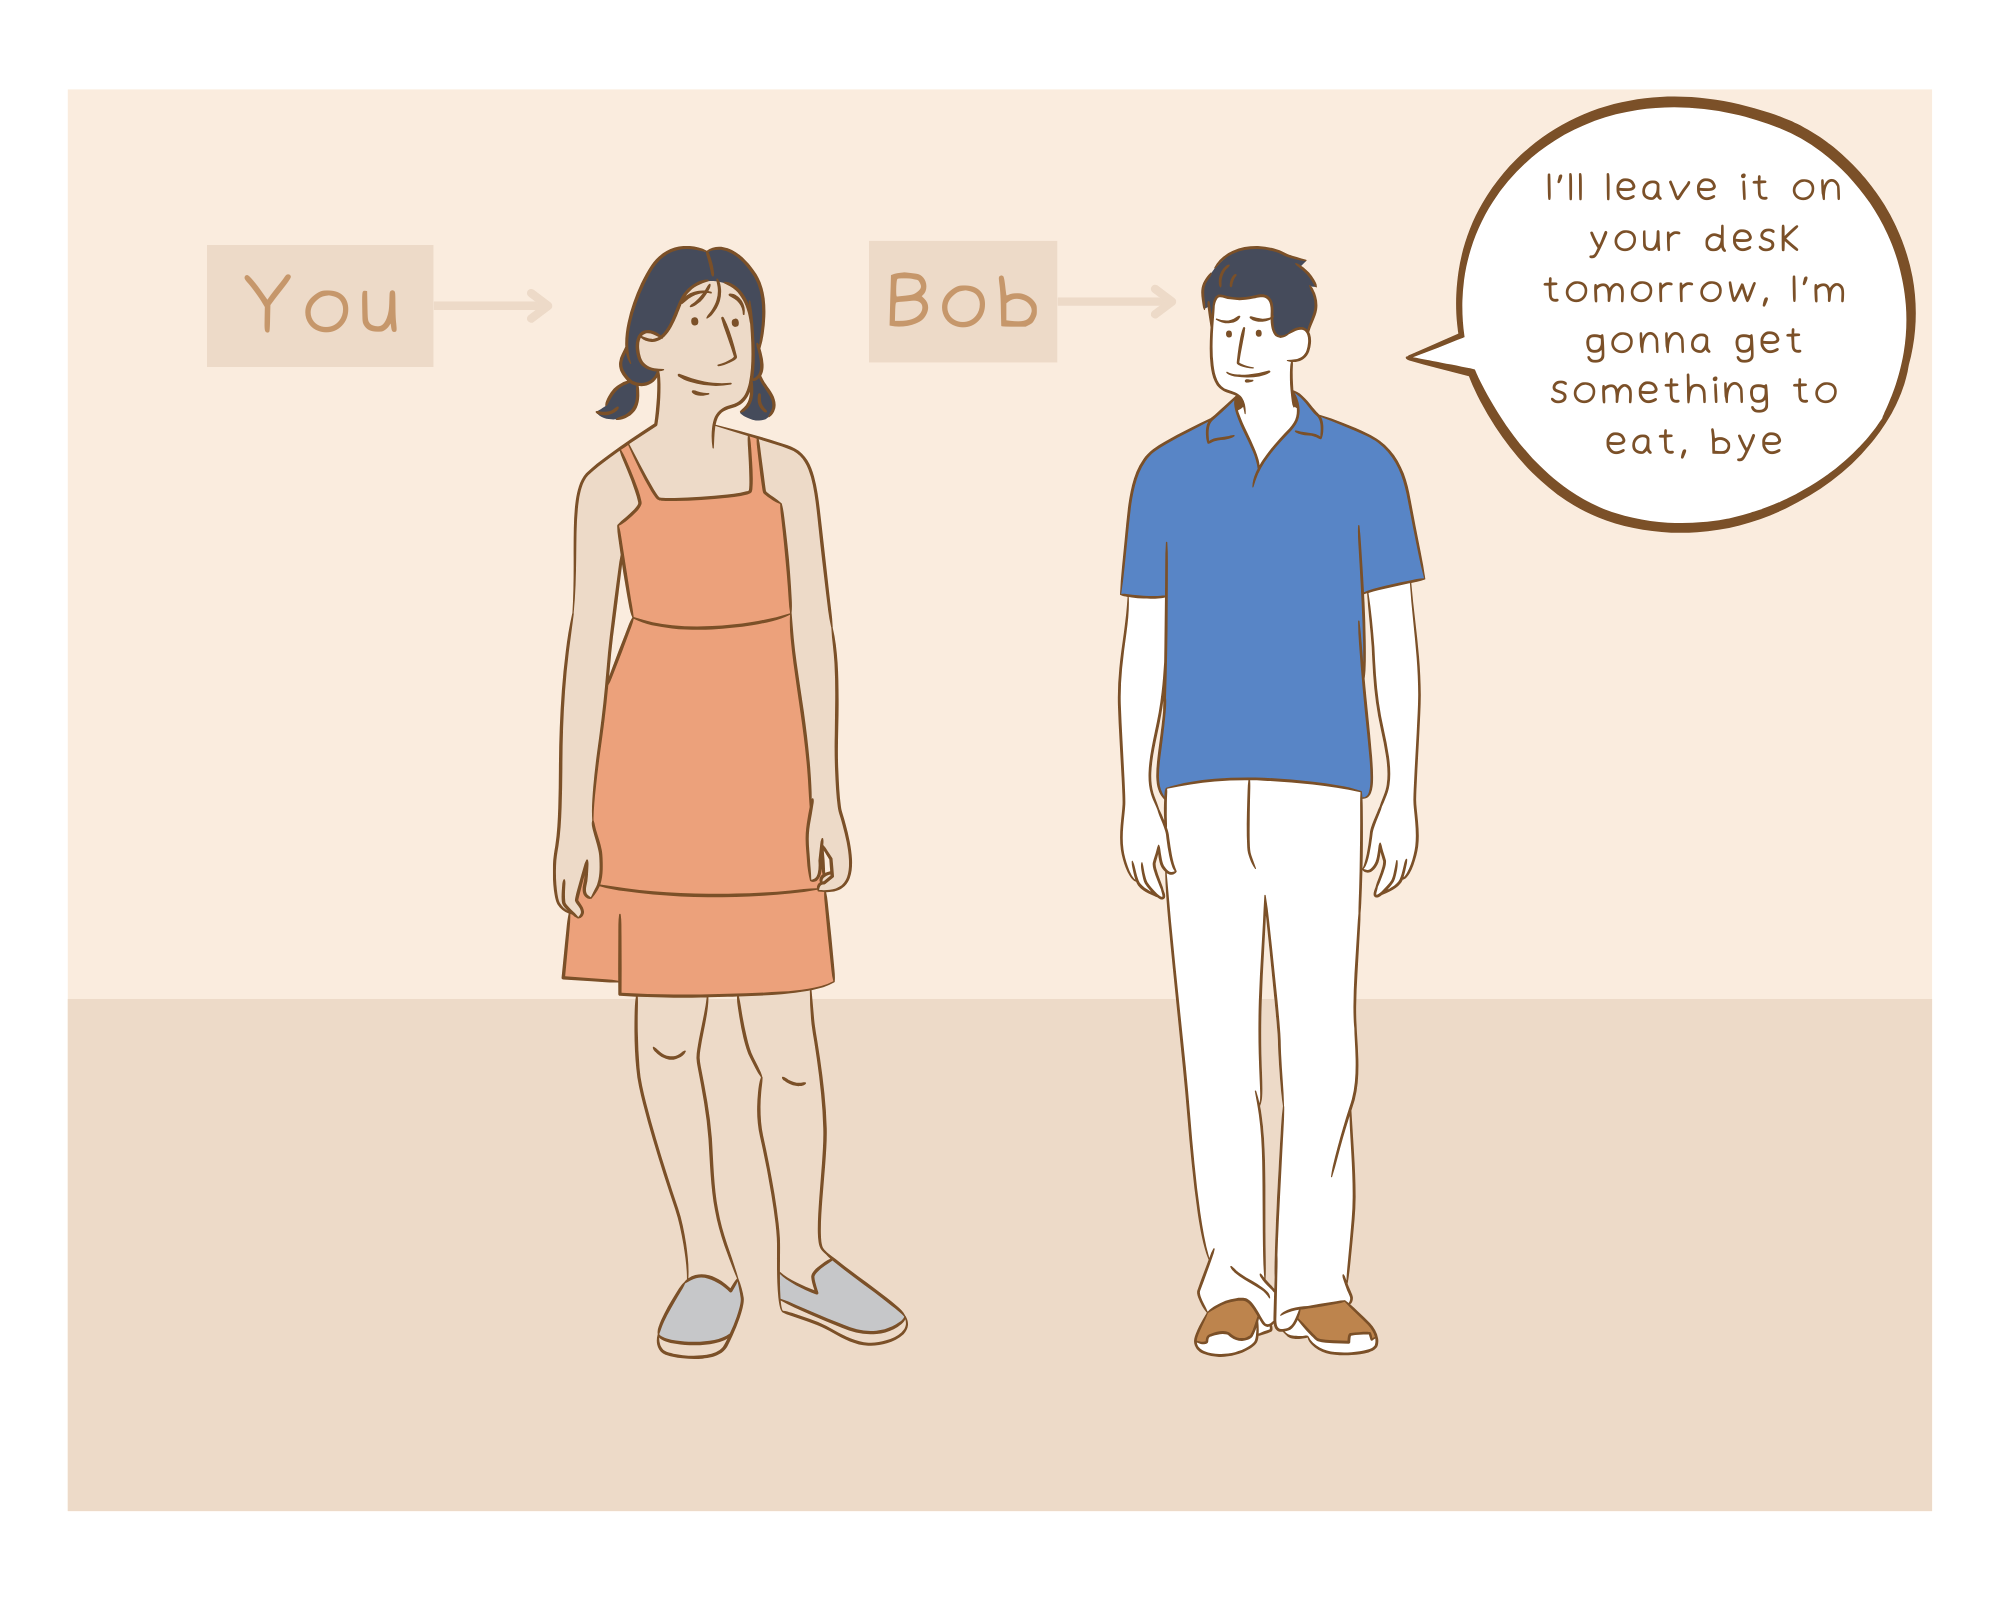 You
Bob
I'll leave it on
your desk
tomorrow, I'm
gonna get
something to
eat, bye